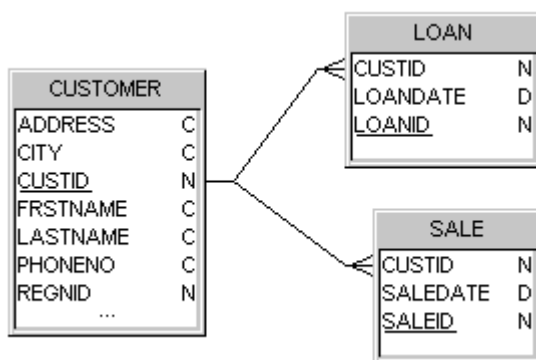 CUSTOMER
ADDRESS C
CITY C
CUSTID N
FRSTNAME C
LASTNAME C
PHONENO C
REGNID N
...
LOAN
CUSTID N
LOANDATE D
LOANID N
SALE
CUSTID N
SALEDATE D
SALEID N